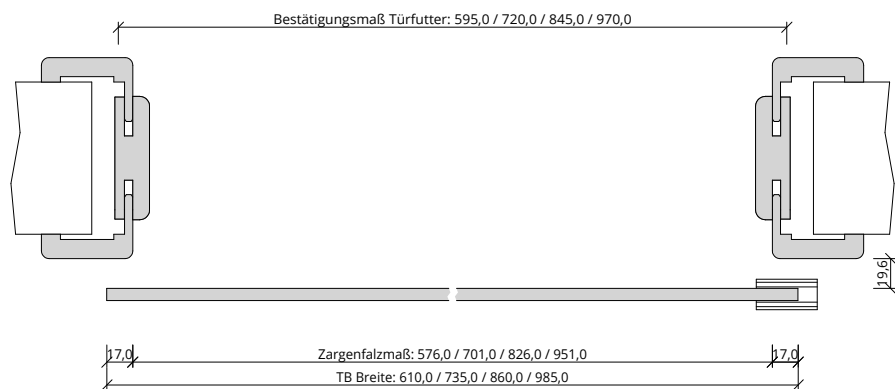 Bestätigungsmaß Türfutter: 595,0 / 720,0 / 845,0 / 970,0
19,6
17,0
Zargenfalzmaß: 576,0 / 701,0 / 826,0 / 951,0
17,0
TB Breite: 610,0 / 735,0 / 860,0 / 985,0